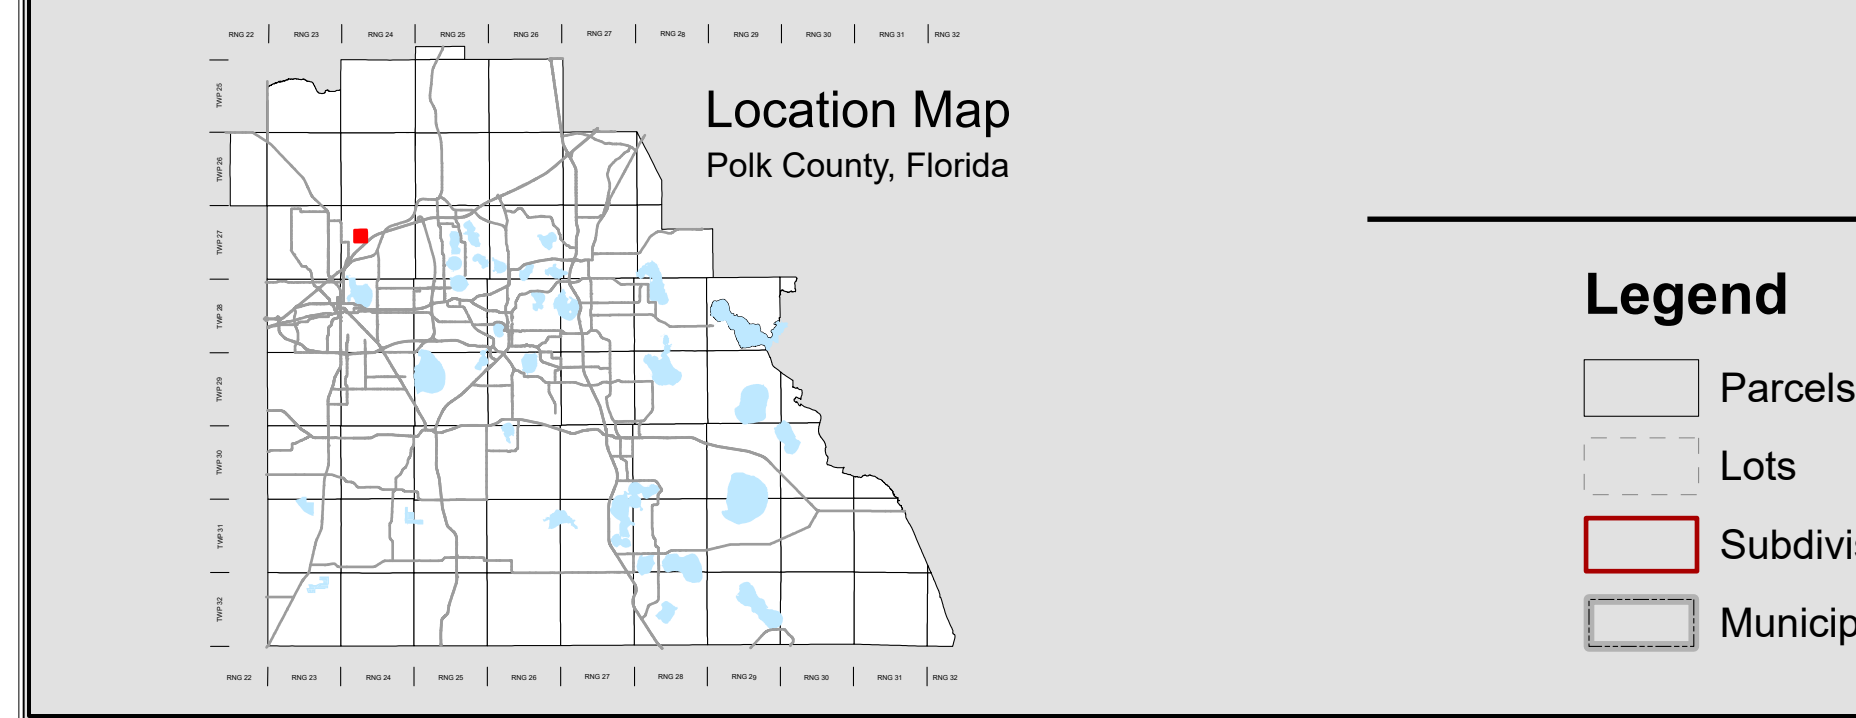 RNG 22 RNG 23 RNG 24 RNG 25 RNG 26 RNG 27 RNG 28 RNG 29 RNG 30 RNG 31 RNG 32
TWP 25
TWP 26
TWP 27
TWP 28
TWP 29
TWP 30
TWP 31
TWP 32
Location Map
Polk County, Florida
RNG 22 RNG 23 RNG 24 RNG 25 RNG 26 RNG 27 RNG 28 RNG 29 RNG 30 RNG 31 RNG 32
Legend
Parcels
Lots
Subdivis
Municip